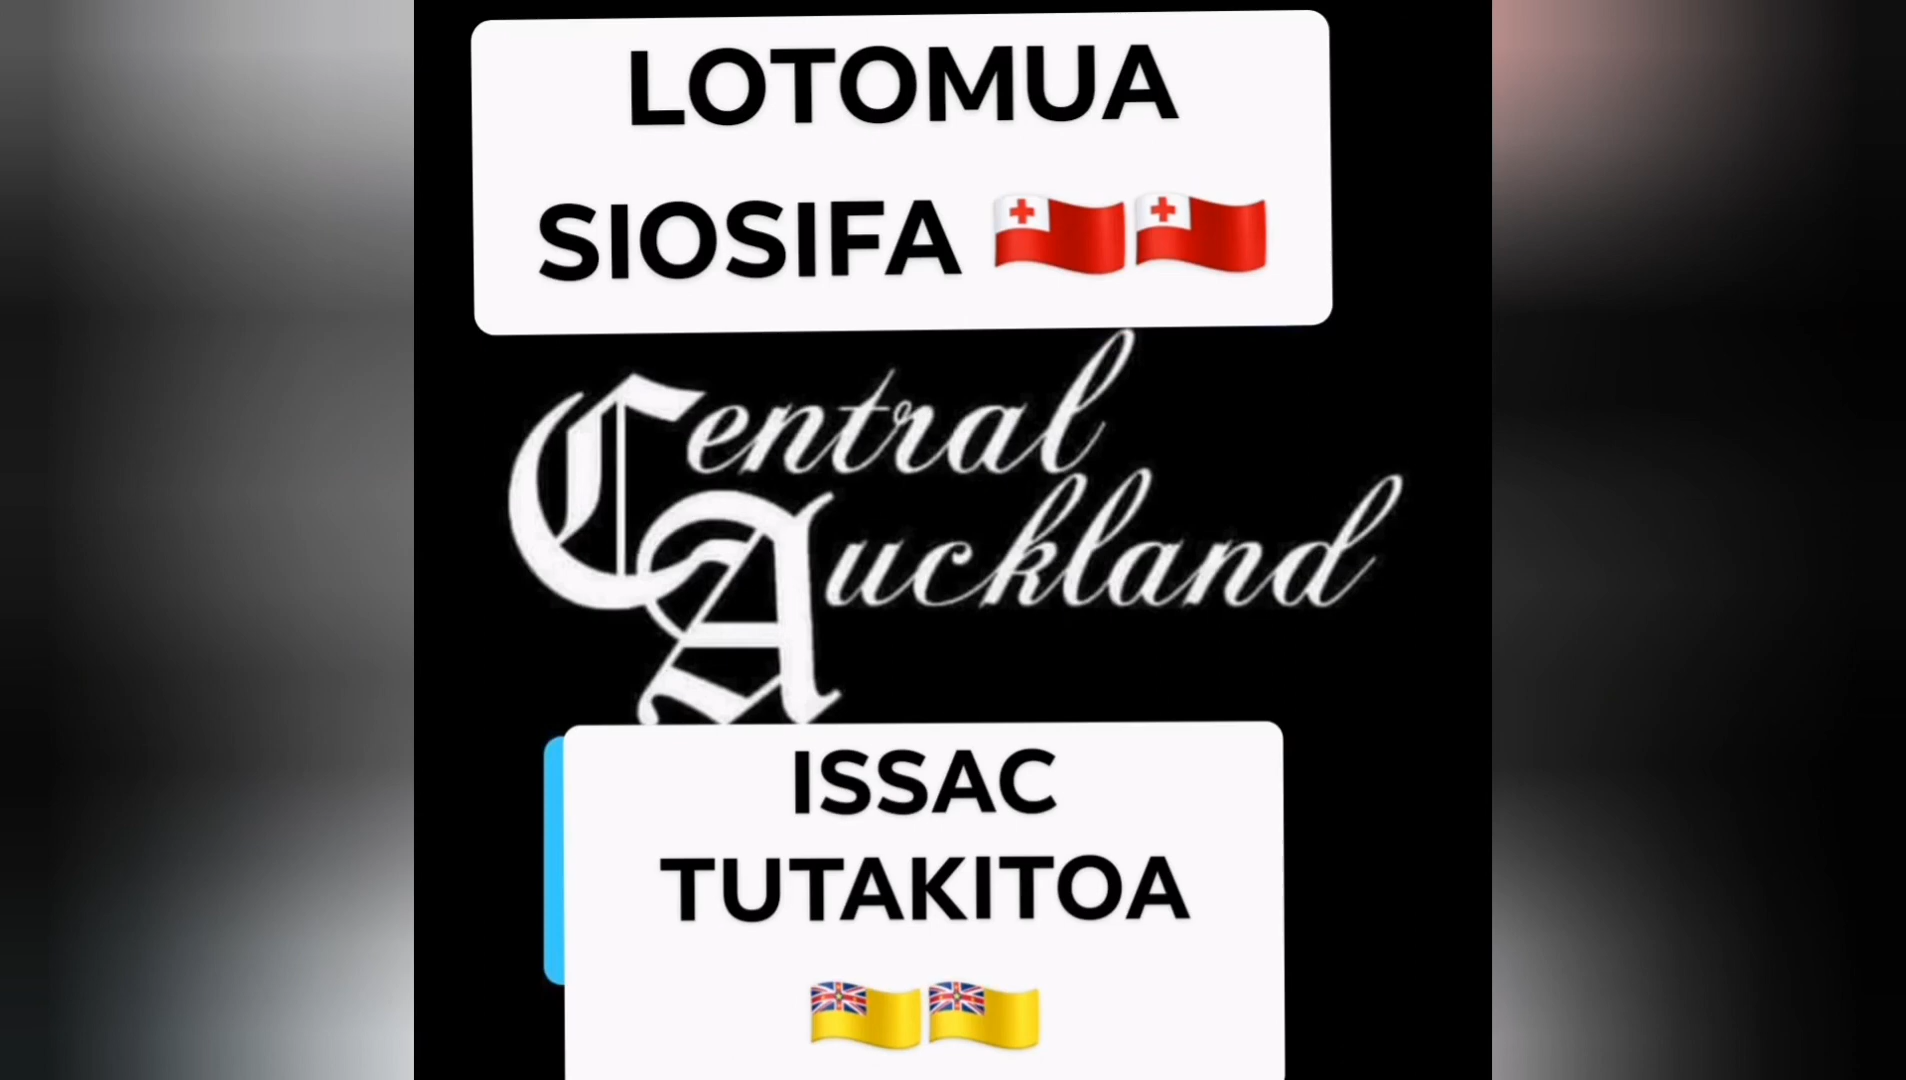 LOTOMUA
SIOSIFA 🇹🇴🇹🇴
Central
Auckland
ISSAC
TUTAKITOA
🇳🇺🇳🇺